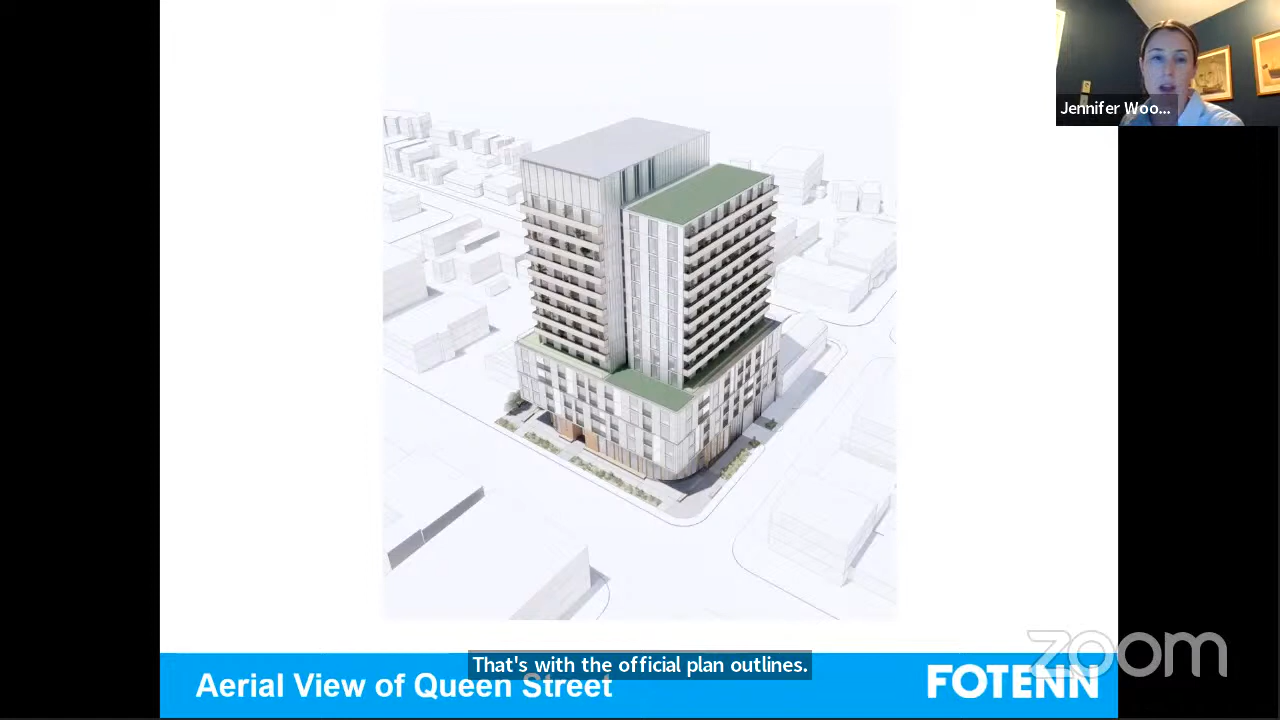 Jennifer Woo...
That's with the official plan outlines.
Aerial View of Queen Street
FOTENN
zoom